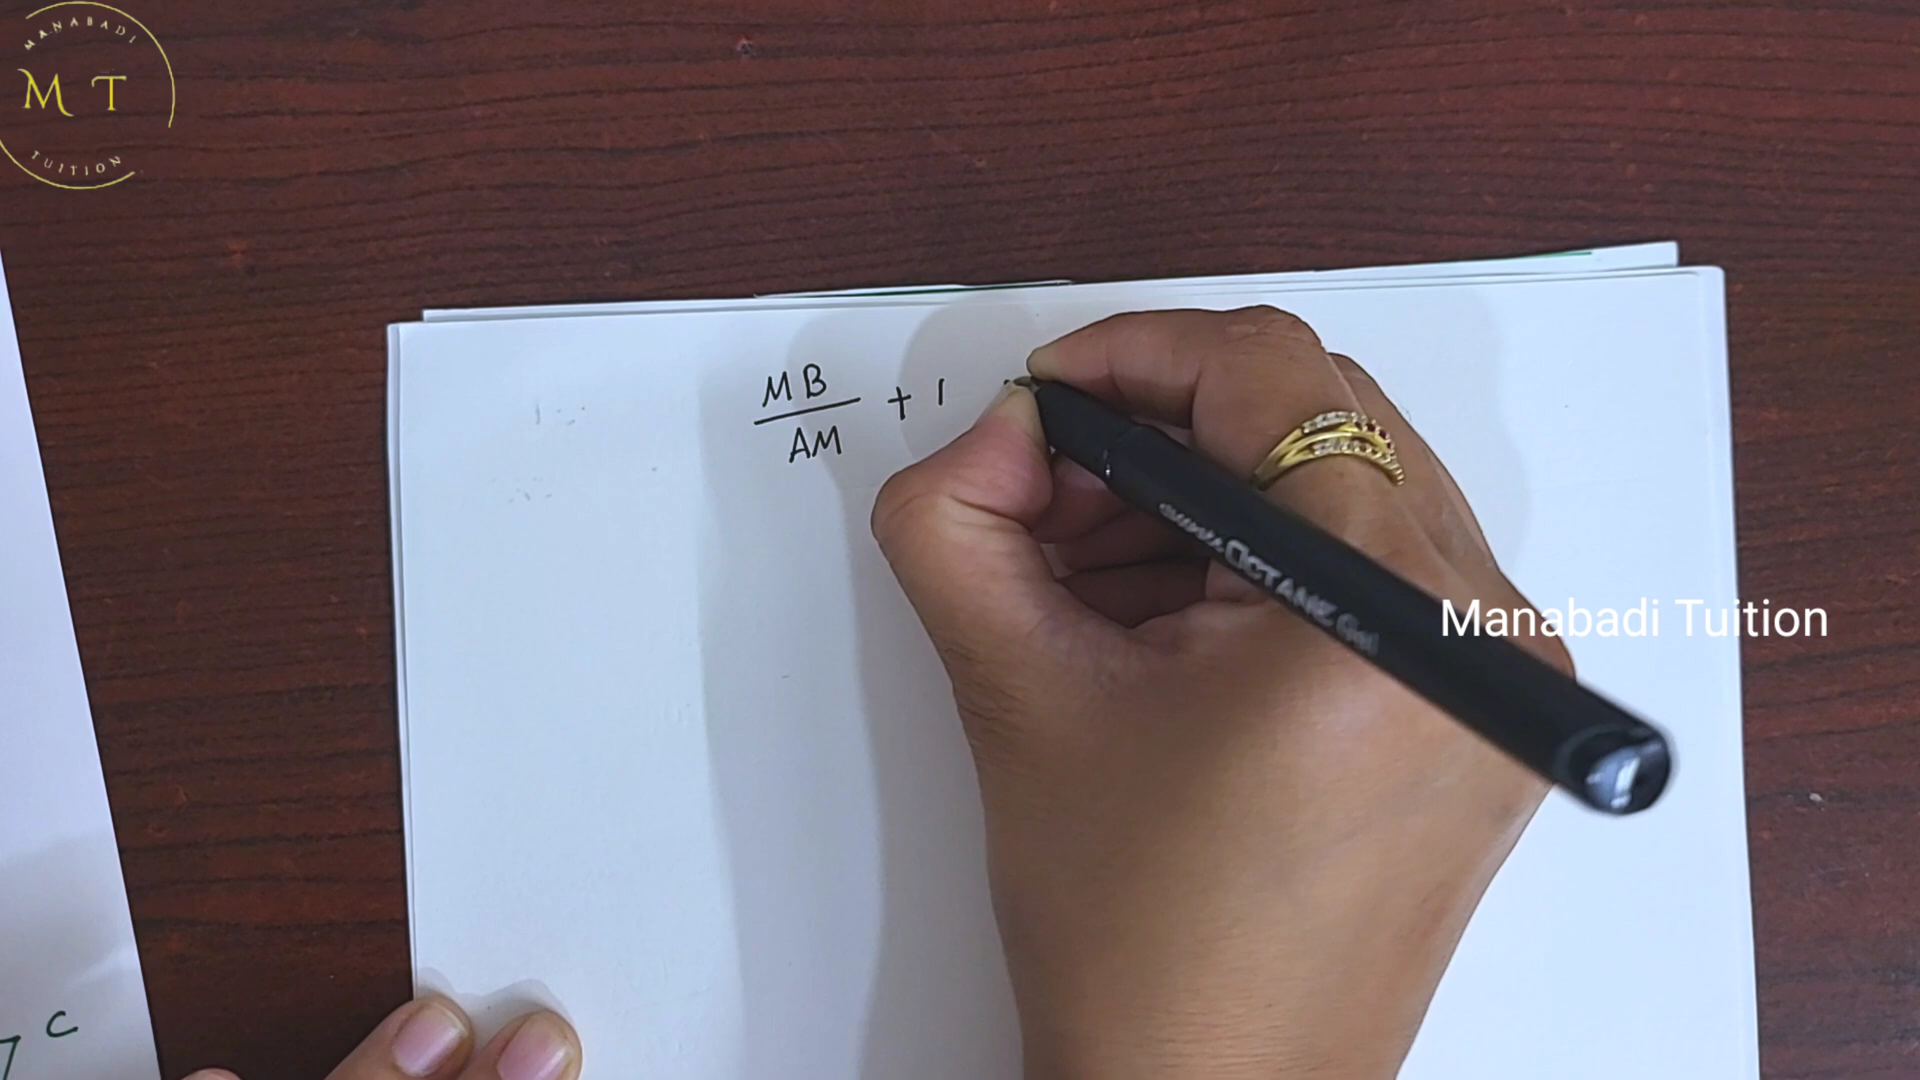 MANABADI
M T
TUITION
MB
AM
+ 1
OCTANE Gel
Manabadi Tuition
C